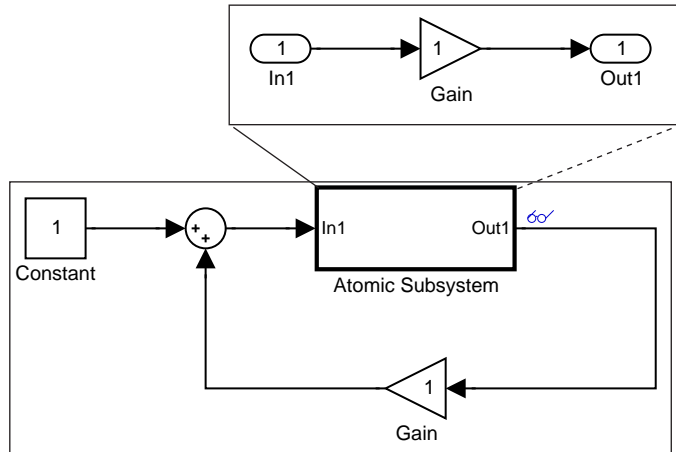 1 1 1
In1 Gain Out1
1 + + In1 Out1
Constant Atomic Subsystem
1
Gain